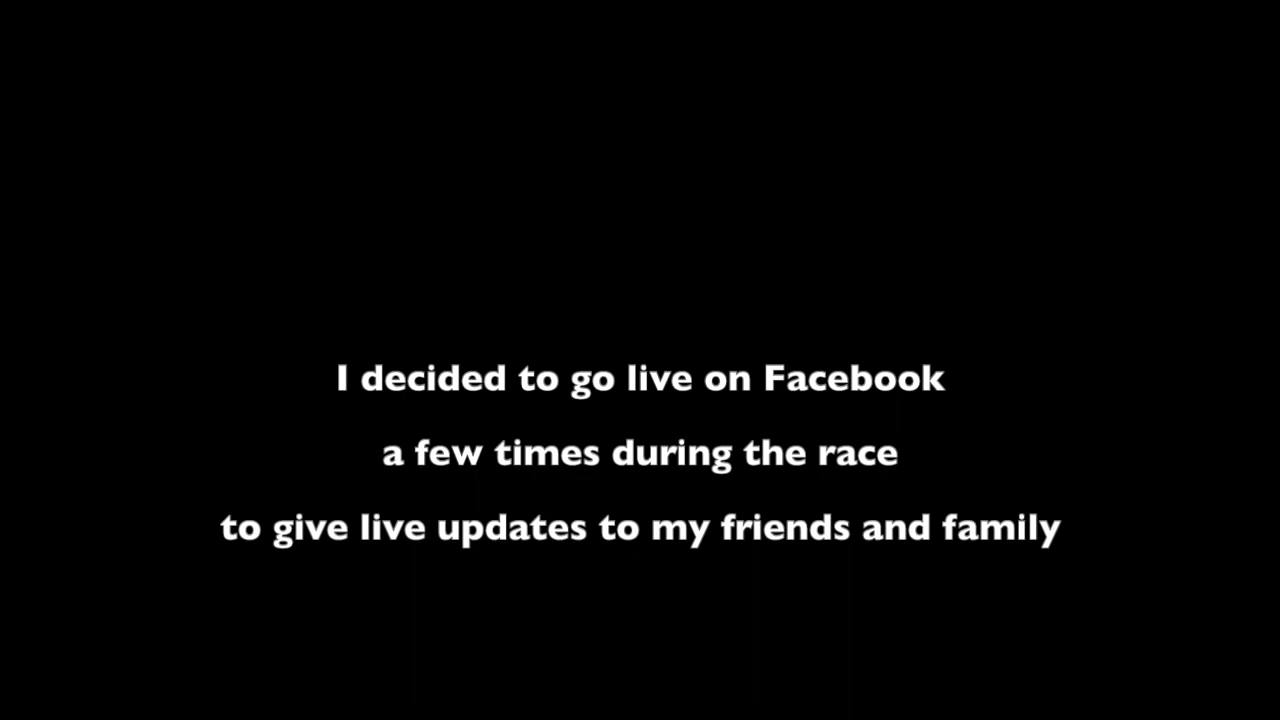 I decided to go live on Facebook
a few times during the race
to give live updates to my friends and family